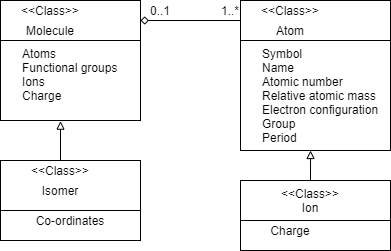 <<Class>>
Molecule
Atoms
Functional groups
Ions
Charge
0..1
1..*
<<Class>>
Atom
Symbol
Name
Atomic number
Relative atomic mass
Electron configuration
Group
Period
<<Class>>
Isomer
Co-ordinates
<<Class>>
Ion
Charge